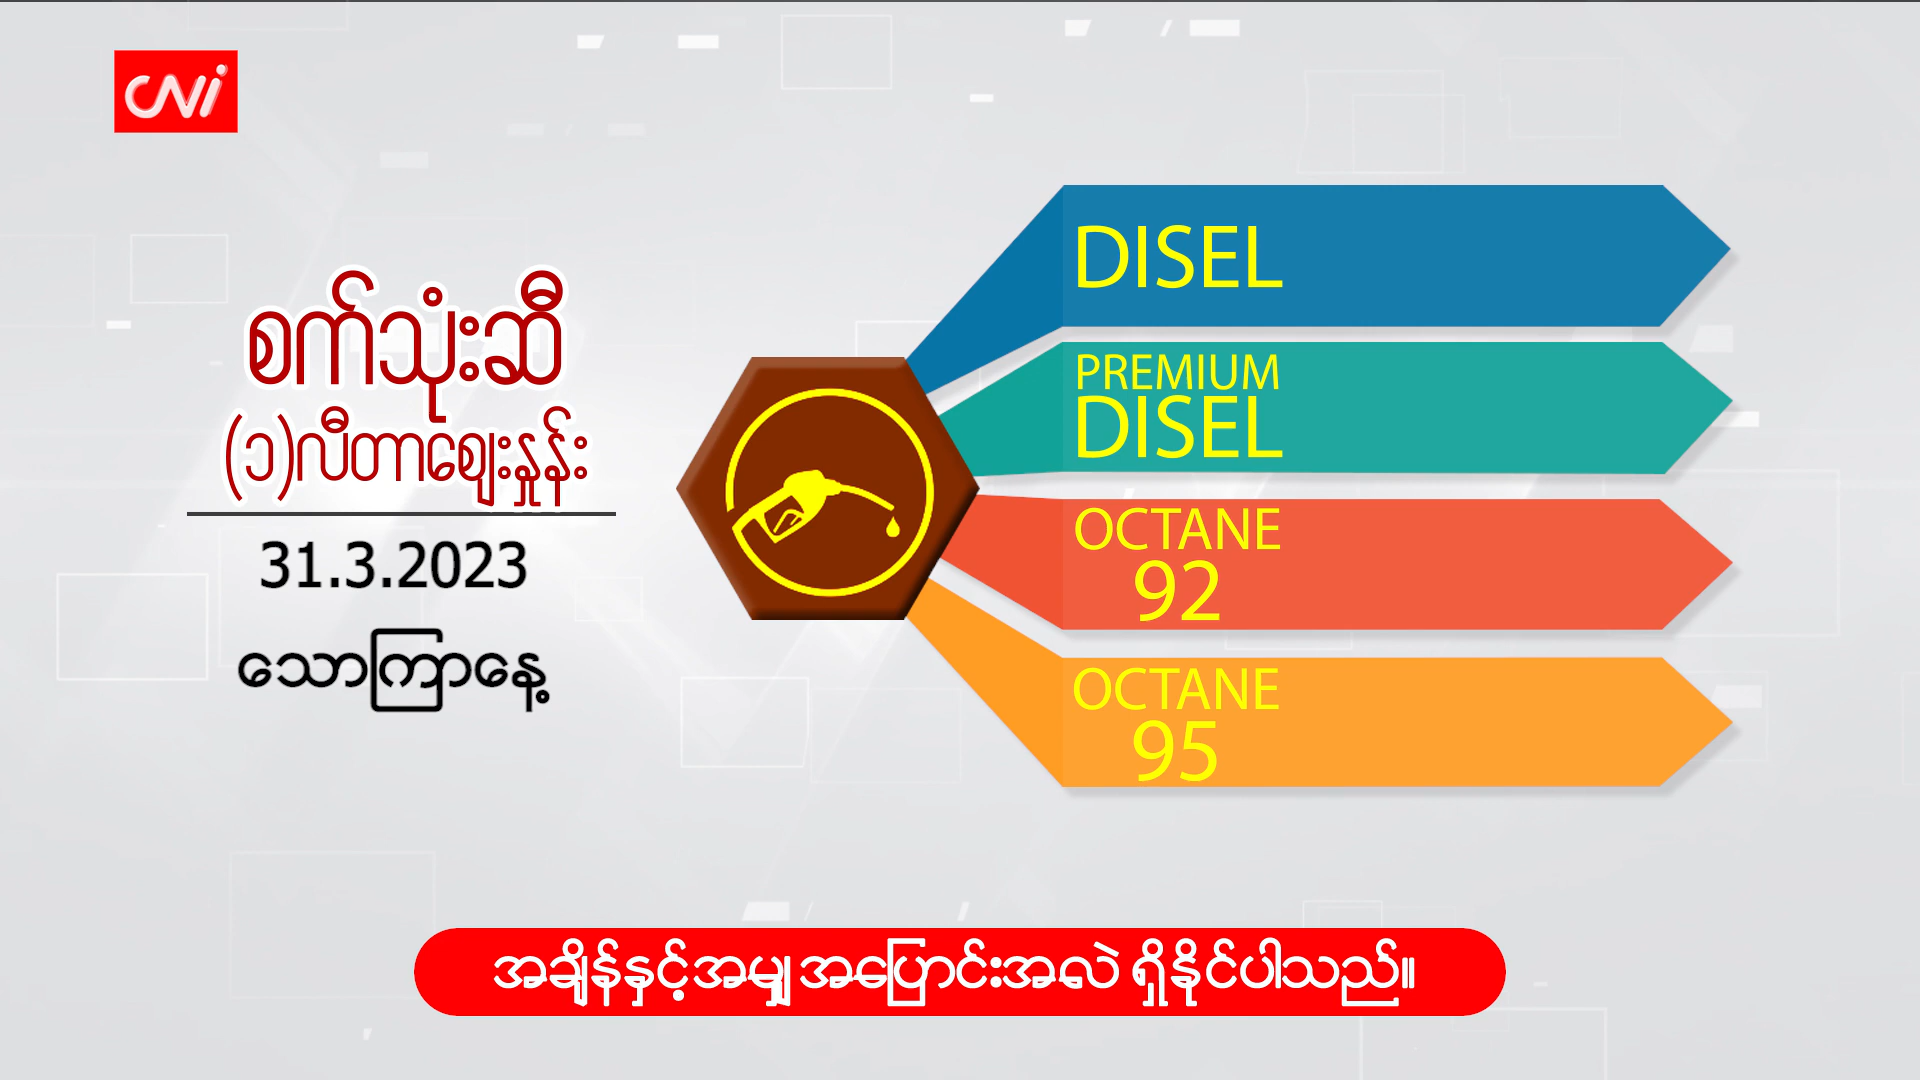 CNi
စက်သုံးဆီ
(၁)လီတာဈေးနှုန်း
31.3.2023
သောကြာနေ့
DISEL
PREMIUM
DISEL
OCTANE
92
OCTANE
95
အချိန်နှင့်အမျှ အပြောင်းအလဲ ရှိနိုင်ပါသည်။